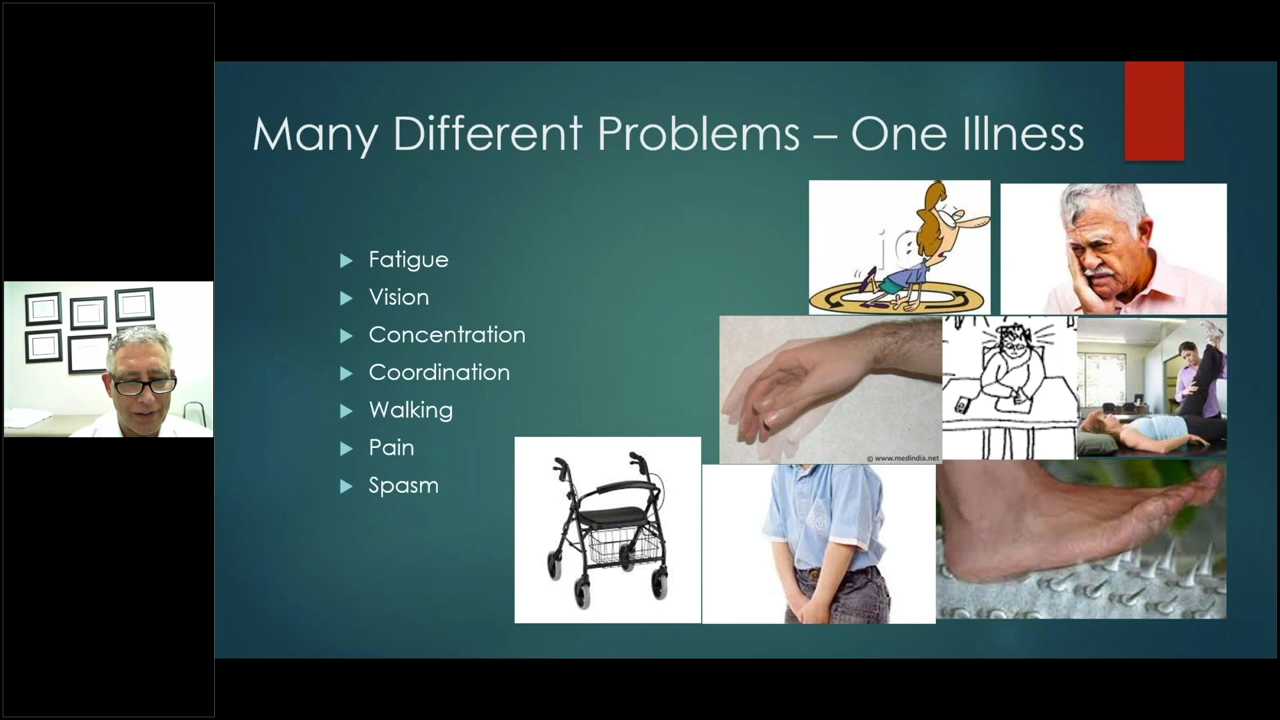 Many Different Problems – One Illness
Fatigue
Vision
Concentration
Coordination
Walking
Pain
Spasm
© www.medindia.net